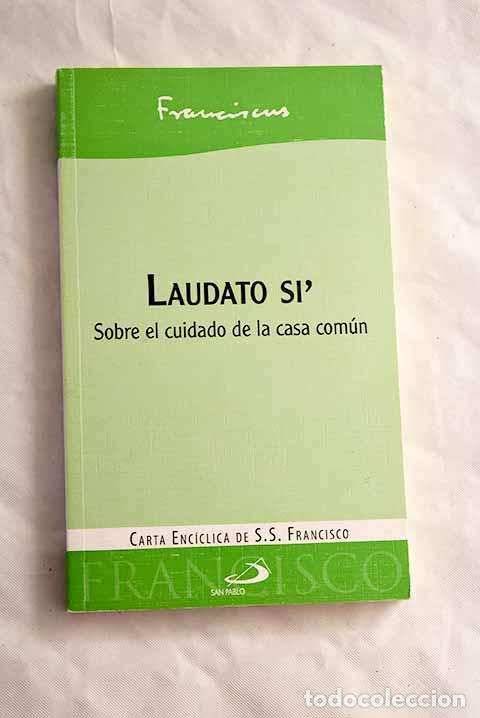 Franciscus
LAUDATO SI’
Sobre el cuidado de la casa común
CARTA ENCÍCLICA DE S.S. FRANCISCO
FRANCISCO
SAN PABLO
todocoleccion